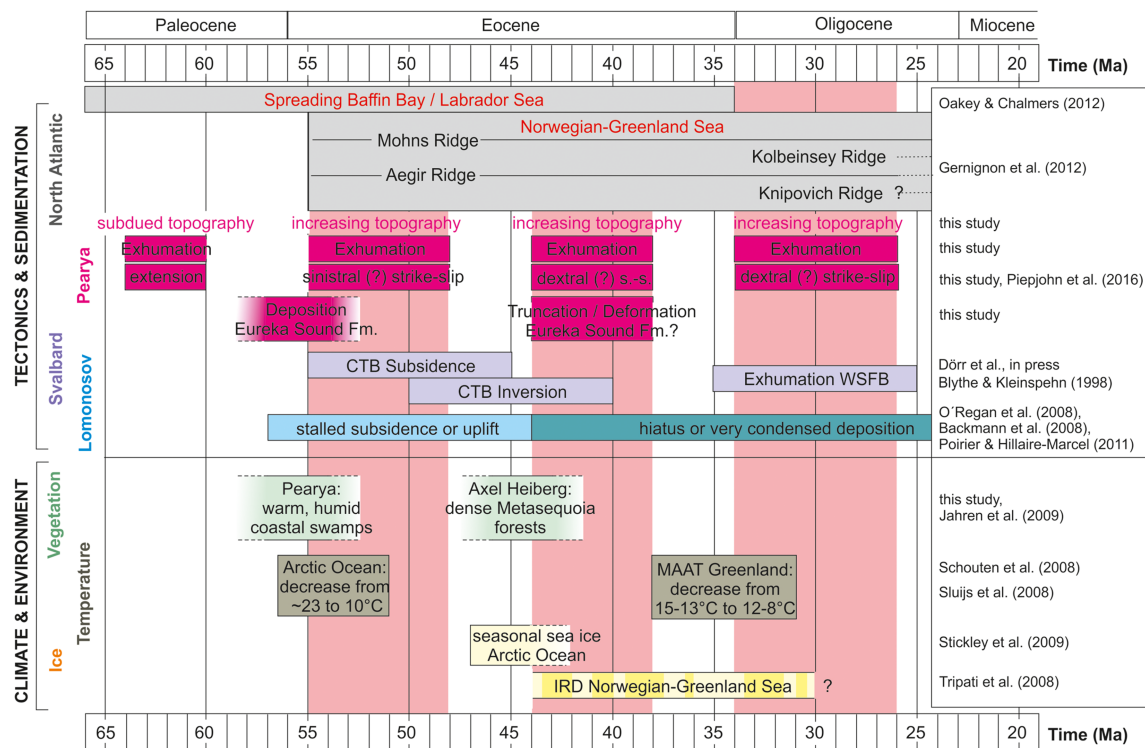 Paleocene Eocene Oligocene Miocene
65 60 55 50 45 40 35 30 25 20 Time (Ma)
TECTONICS & SEDIMENTATION
North Atlantic
Spreading Baffin Bay / Labrador Sea
Oakey & Chalmers (2012)
Norwegian-Greenland Sea
Mohns Ridge
Kolbeinsey Ridge
Aegir Ridge
Knipovich Ridge ?
Gernignon et al. (2012)
Pearya
subdued topography increasing topography increasing topography increasing topography this study
Exhumation Exhumation Exhumation Exhumation this study
extension sinistral (?) strike-slip dextral (?) s.-s. dextral (?) strike-slip this study, Piepjohn et al. (2016)
Deposition
Eureka Sound Fm.
Truncation / Deformation
Eureka Sound Fm.?
this study
Svalbard
CTB Subsidence
CTB Inversion
Exhumation WSFB
Dörr et al., in press
Blythe & Kleinspehn (1998)
Lomonosov
stalled subsidence or uplift hiatus or very condensed deposition
O´Regan et al. (2008),
Backmann et al. (2008),
Poirier & Hillaire-Marcel (2011)
CLIMATE & ENVIRONMENT
Vegetation
Pearya:
warm, humid
coastal swamps
Axel Heiberg:
dense Metasequoia
forests
this study,
Jahren et al. (2009)
Temperature
Arctic Ocean:
decrease from
~23 to 10°C
MAAT Greenland:
decrease from
15-13°C to 12-8°C
Schouten et al. (2008)
Sluijs et al. (2008)
Ice
seasonal sea ice
Arctic Ocean
Stickley et al. (2009)
IRD Norwegian-Greenland Sea ?
Tripati et al. (2008)
65 60 55 50 45 40 35 30 25 20 Time (Ma)